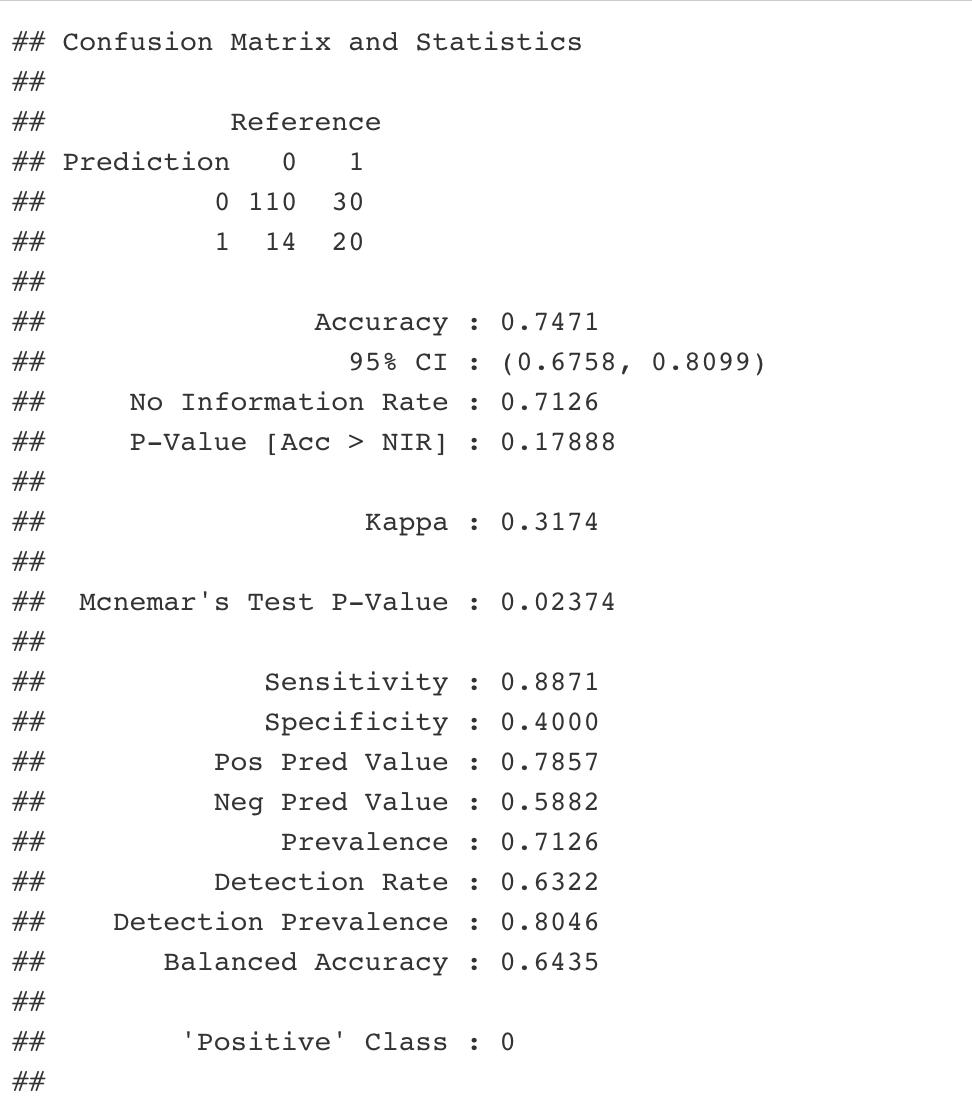 ## Confusion Matrix and Statistics
##
##           Reference
## Prediction   0   1
##          0 110  30
##          1  14  20
##
##                Accuracy : 0.7471
##                  95% CI : (0.6758, 0.8099)
##     No Information Rate : 0.7126
##     P-Value [Acc > NIR] : 0.17888
##
##                   Kappa : 0.3174
##
##  Mcnemar's Test P-Value : 0.02374
##
##             Sensitivity : 0.8871
##             Specificity : 0.4000
##          Pos Pred Value : 0.7857
##          Neg Pred Value : 0.5882
##              Prevalence : 0.7126
##          Detection Rate : 0.6322
##    Detection Prevalence : 0.8046
##       Balanced Accuracy : 0.6435
##
##        'Positive' Class : 0
##